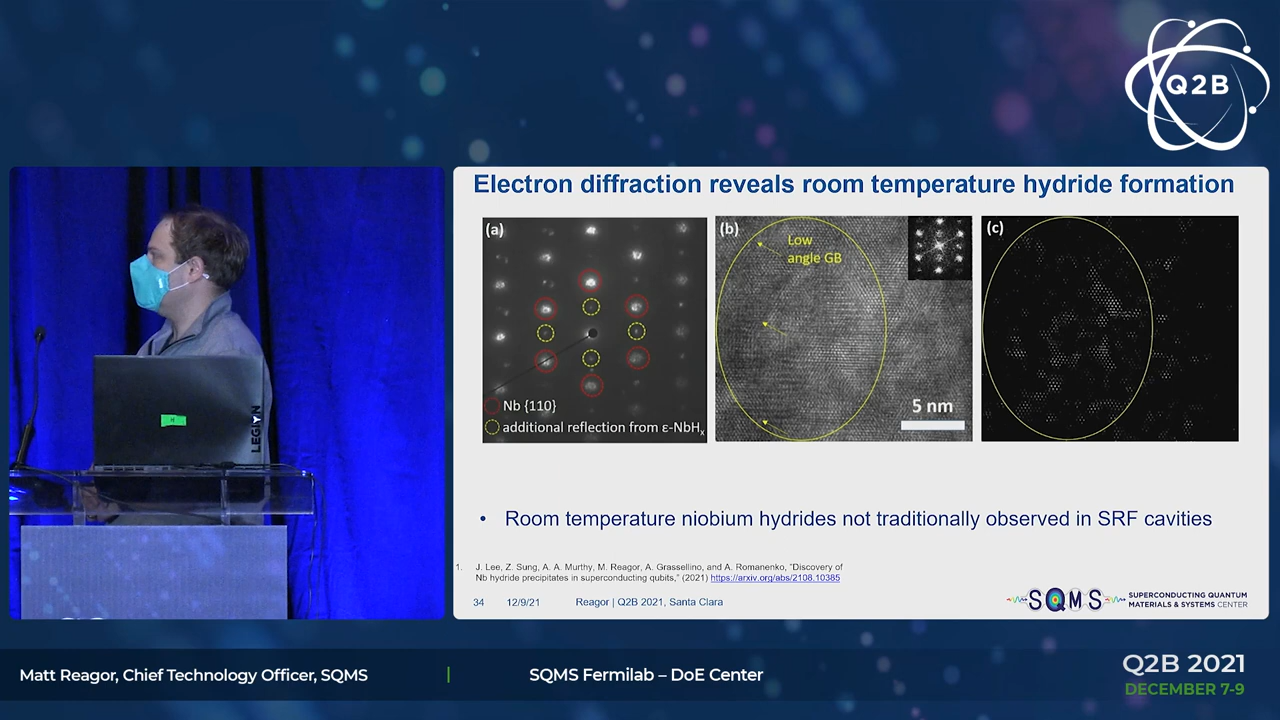 Q2B
Electron diffraction reveals room temperature hydride formation
(a)
Nb {110}
additional reflection from ε-NbHx
(b)
Low
angle GB
5 nm
(c)
LEGION
• Room temperature niobium hydrides not traditionally observed in SRF cavities
1. J. Lee, Z. Sung, A. A. Murthy, M. Reagor, A. Grassellino, and A. Romanenko, "Discovery of
Nb hydride precipitates in superconducting qubits," (2021) https://arxiv.org/abs/2108.10385
34 12/9/21 Reagor | Q2B 2021, Santa Clara
SQMS
SUPERCONDUCTING QUANTUM
MATERIALS & SYSTEMS CENTER
Matt Reagor, Chief Technology Officer, SQMS | SQMS Fermilab – DoE Center
Q2B 2021
DECEMBER 7-9